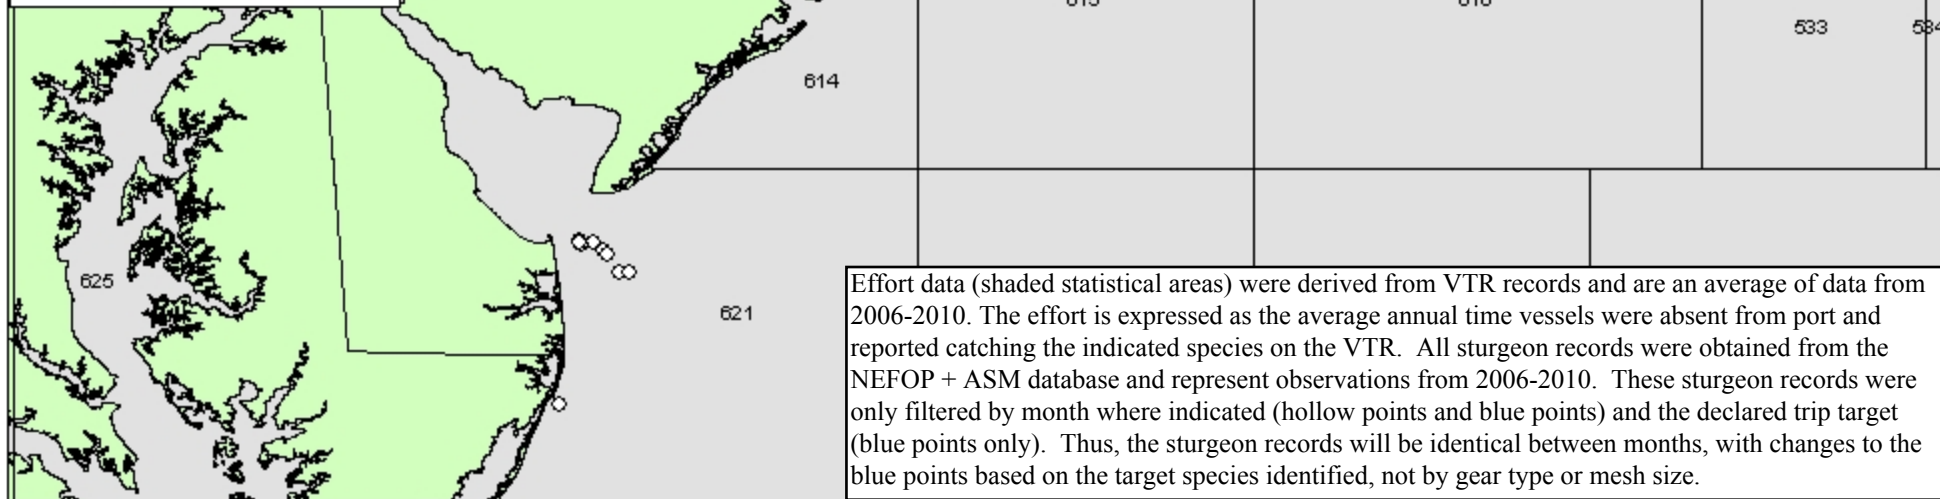 533
614
625
621
Effort data (shaded statistical areas) were derived from VTR records and are an average of data from
2006-2010. The effort is expressed as the average annual time vessels were absent from port and
reported catching the indicated species on the VTR.  All sturgeon records were obtained from the
NEFOP + ASM database and represent observations from 2006-2010.  These sturgeon records were
only filtered by month where indicated (hollow points and blue points) and the declared trip target
(blue points only).  Thus, the sturgeon records will be identical between months, with changes to the
blue points based on the target species identified, not by gear type or mesh size.